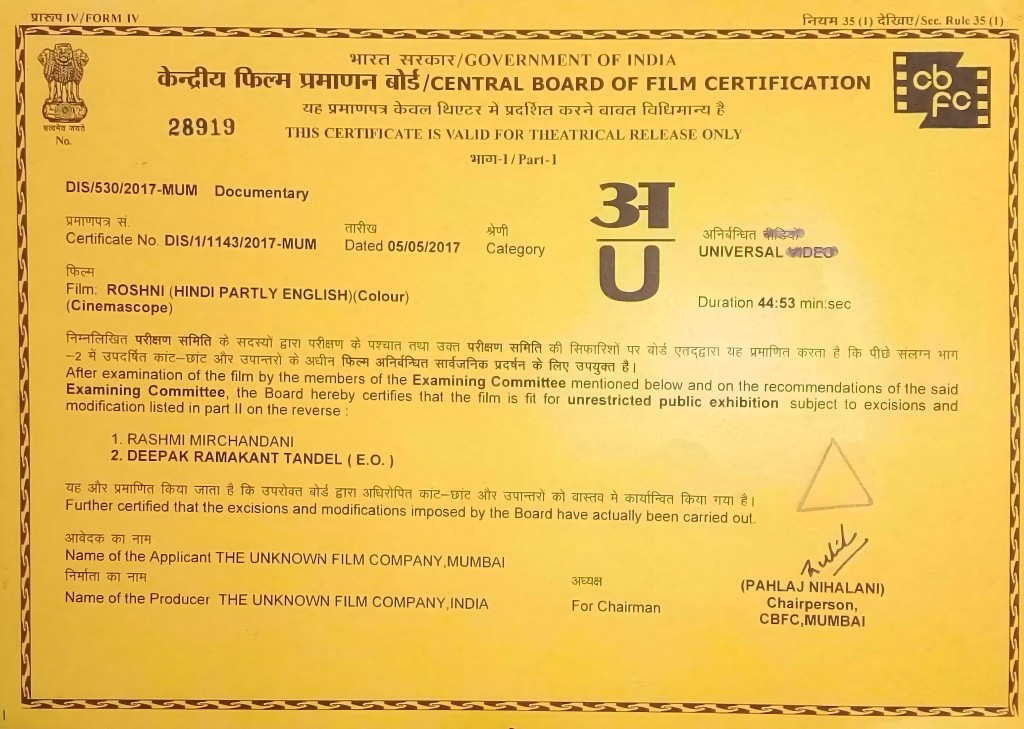 प्रारूप IV/FORM IV
नियम 35 (1) देखिए/Sec. Rule 35 (1)
भारत सरकार/GOVERNMENT OF INDIA
केन्द्रीय फिल्म प्रमाणन बोर्ड/CENTRAL BOARD OF FILM CERTIFICATION
cbfc
यह प्रमाणपत्र केवल थिएटर में प्रदर्शित करने बावत विधिमान्य है
सत्यमेव जयते
No.
28919
THIS CERTIFICATE IS VALID FOR THEATRICAL RELEASE ONLY
भाग-I/Part-I
DIS/530/2017-MUM Documentary
अ
U
प्रमाणपत्र सं.
Certificate No. DIS/1/1143/2017-MUM
तारीख
Dated 05/05/2017
श्रेणी
Category
अनिर्बन्धित वीडियो
UNIVERSAL VIDEO
फिल्म
Film: ROSHNI (HINDI PARTLY ENGLISH)(Colour)
(Cinemascope)
Duration 44:53 min:sec
निम्नलिखित परीक्षण समिति के सदस्यों द्वारा परीक्षण के पश्चात तथा उक्त परीक्षण समिति की सिफारिशों पर बोर्ड एतद्द्वारा यह प्रमाणित करता है कि पीछे संलग्न भाग
–2 में उपदर्षित कांट–छांट और उपान्तरों के अधीन फिल्म अनिर्बन्धित सार्वजनिक प्रदर्षन के लिए उपयुक्त है।
After examination of the film by the members of the Examining Committee mentioned below and on the recommendations of the said
Examining Committee, the Board hereby certifies that the film is fit for unrestricted public exhibition subject to excisions and
modification listed in part II on the reverse :
1. RASHMI MIRCHANDANI
2. DEEPAK RAMAKANT TANDEL ( E.O. )
यह और प्रमाणित किया जाता है कि उपरोक्त बोर्ड द्वारा अधिरोपित कांट–छांट और उपान्तरों को वास्तव मे कार्यान्वित किया गया है।
Further certified that the excisions and modifications imposed by the Board have actually been carried out.
आवेदक का नाम
Name of the Applicant THE UNKNOWN FILM COMPANY,MUMBAI
निर्माता का नाम
Name of the Producer THE UNKNOWN FILM COMPANY,INDIA
अध्यक्ष
For Chairman
(PAHLAJ NIHALANI)
Chairperson,
CBFC,MUMBAI